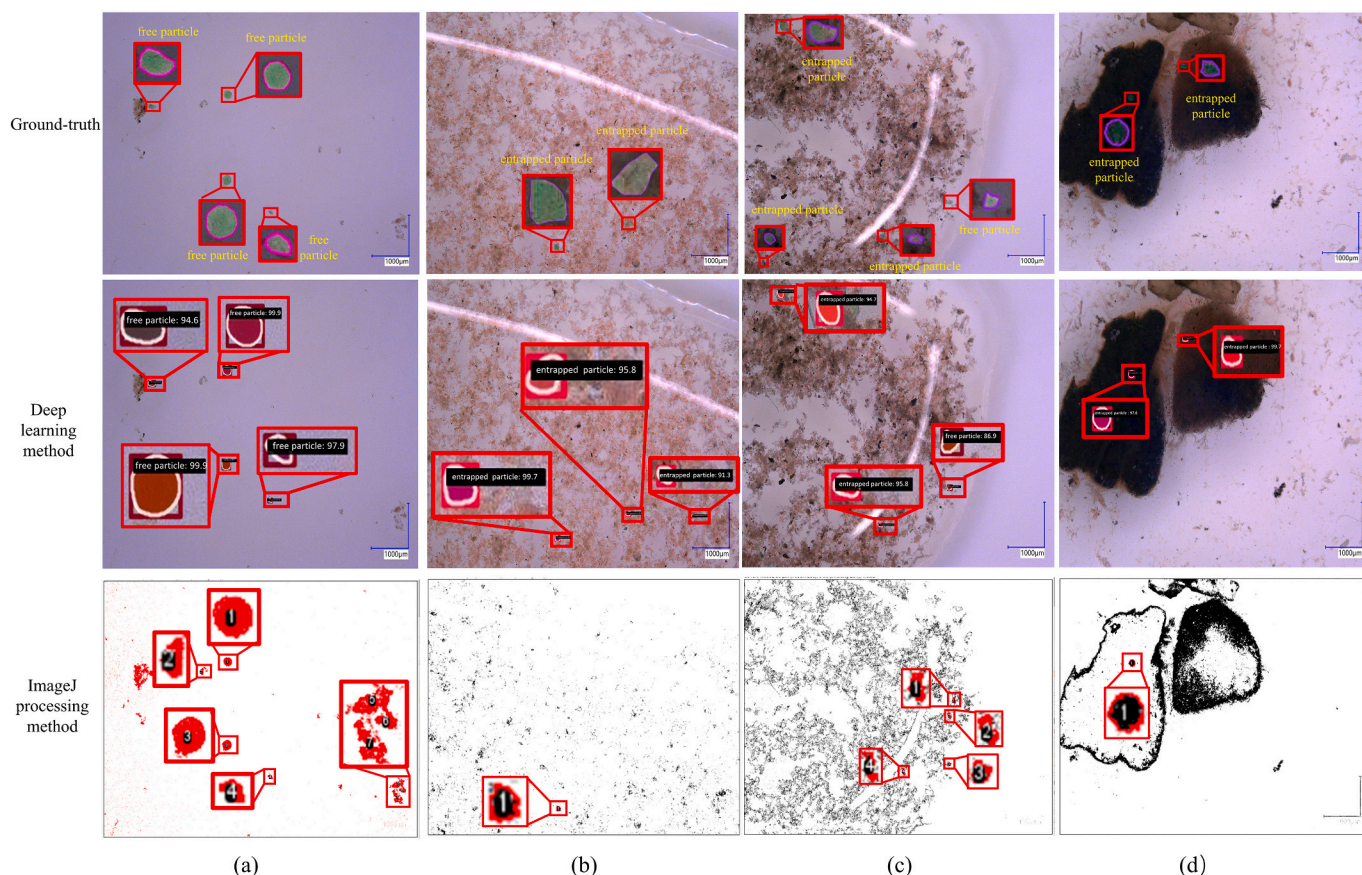 free particle
free particle
free particle
free
particle
1000μm
entrapped particle
entrapped particle
1000μm
entrapped
particle
entrapped particle
free particle
entrapped particle
1000μm
entrapped
particle
entrapped
particle
1000μm
Ground-truth
free particle: 94.6
free particle: 99.9
free particle: 99.9
free particle: 97.9
1000μm
entrapped particle: 95.8
entrapped particle: 99.7
entrapped particle: 91.3
1000μm
entrapped particle: 94.7
free particle: 86.9
entrapped particle: 95.8
1000μm
entrapped particle: 99.7
entrapped particle: 97.6
1000μm
Deep
learning
method
1
2
3
4
5
6
7
1
1
2
3
4
1
ImageJ
processing
method
(a)
(b)
(c)
(d)